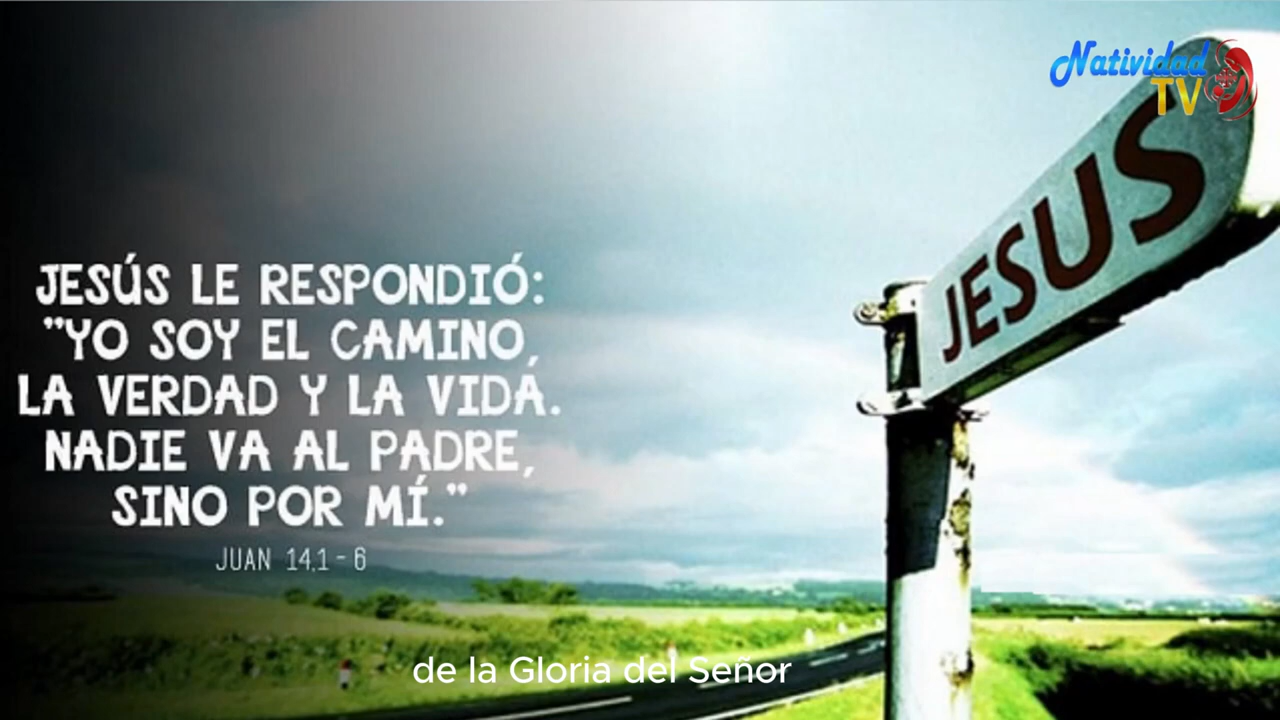 Natividad
TV
JESUS
JESÚS LE RESPONDIÓ:
"YO SOY EL CAMINO,
LA VERDAD Y LA VIDA.
NADIE VA AL PADRE,
SINO POR MÍ."
JUAN 14,1 - 6
de la Gloria del Señor